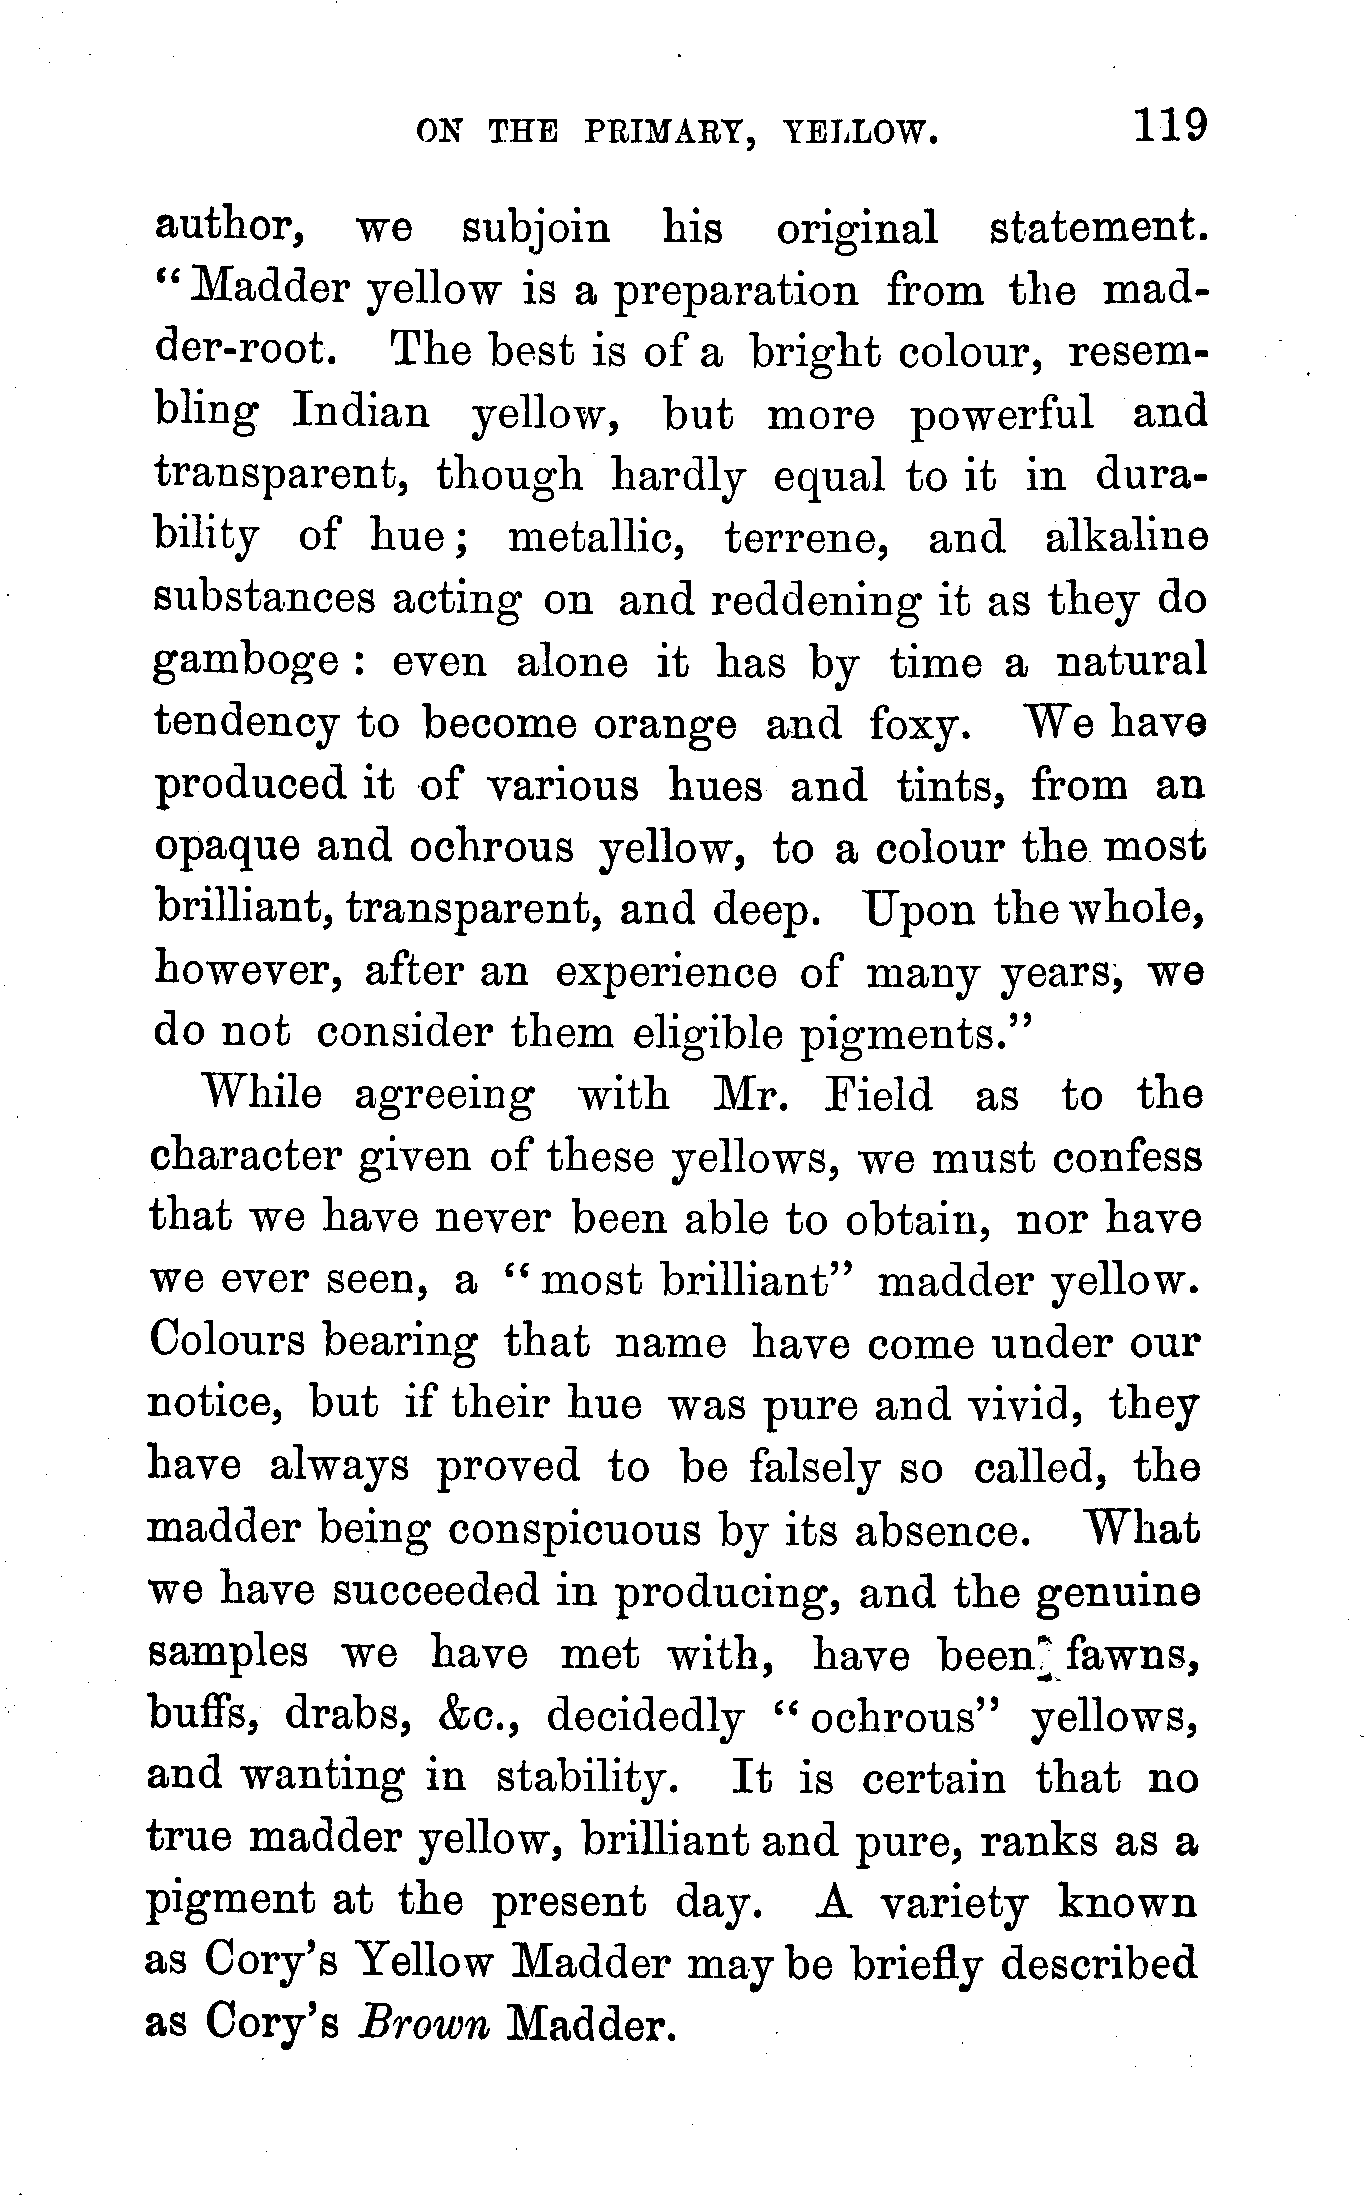 ON THE PRIMARY, YELLOW. 119
author, we subjoin his original statement.
“Madder yellow is a preparation from the mad-
der-root. The best is of a bright colour, resem-
bling Indian yellow, but more powerful and
transparent, though hardly equal to it in dura-
bility of hue; metallic, terrene, and alkaline
substances acting on and reddening it as they do
gamboge: even alone it has by time a natural
tendency to become orange and foxy. We have
produced it of various hues and tints, from an
opaque and ochrous yellow, to a colour the most
brilliant, transparent, and deep. Upon the whole,
however, after an experience of many years, we
do not consider them eligible pigments.”
While agreeing with Mr. Field as to the
character given of these yellows, we must confess
that we have never been able to obtain, nor have
we ever seen, a “most brilliant” madder yellow.
Colours bearing that name have come under our
notice, but if their hue was pure and vivid, they
have always proved to be falsely so called, the
madder being conspicuous by its absence. What
we have succeeded in producing, and the genuine
samples we have met with, have been fawns,
buffs, drabs, &c., decidedly “ochrous” yellows,
and wanting in stability. It is certain that no
true madder yellow, brilliant and pure, ranks as a
pigment at the present day. A variety known
as Cory’s Yellow Madder may be briefly described
as Cory’s Brown Madder.